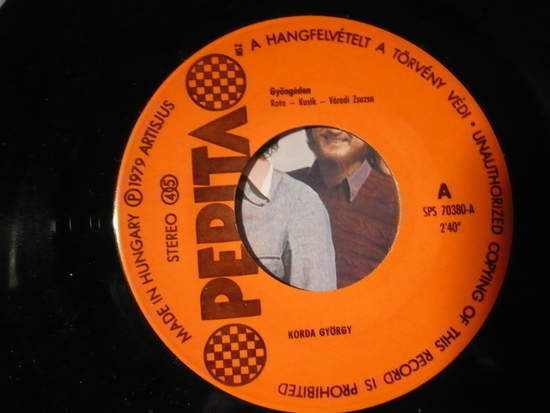 MADE IN HUNGARY Ⓟ 1979 ARTISJUS
A HANGFELVÉTELT A TÖRVÉNY VÉDI • UNAUTHORIZED COPYING OF THIS RECORD IS PROHIBITED
STEREO 45
PEPITA
Gyöngéden
Rota – Kusik – Váradi Zsuzsa
A
SPS 70380-A
2'40"
KORDA GYÖRGY